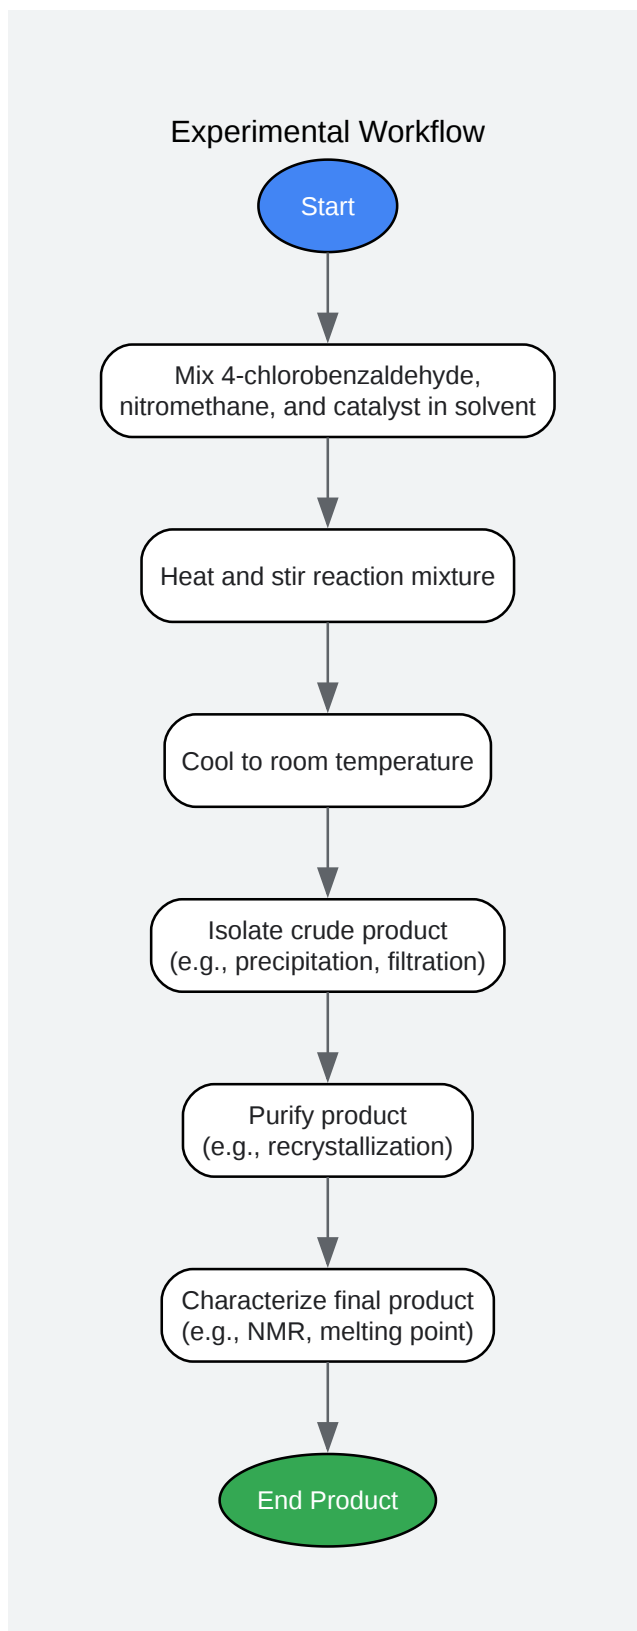 Experimental Workflow
Start
Mix 4-chlorobenzaldehyde,
nitromethane, and catalyst in solvent
Heat and stir reaction mixture
Cool to room temperature
Isolate crude product
(e.g., precipitation, filtration)
Purify product
(e.g., recrystallization)
Characterize final product
(e.g., NMR, melting point)
End Product